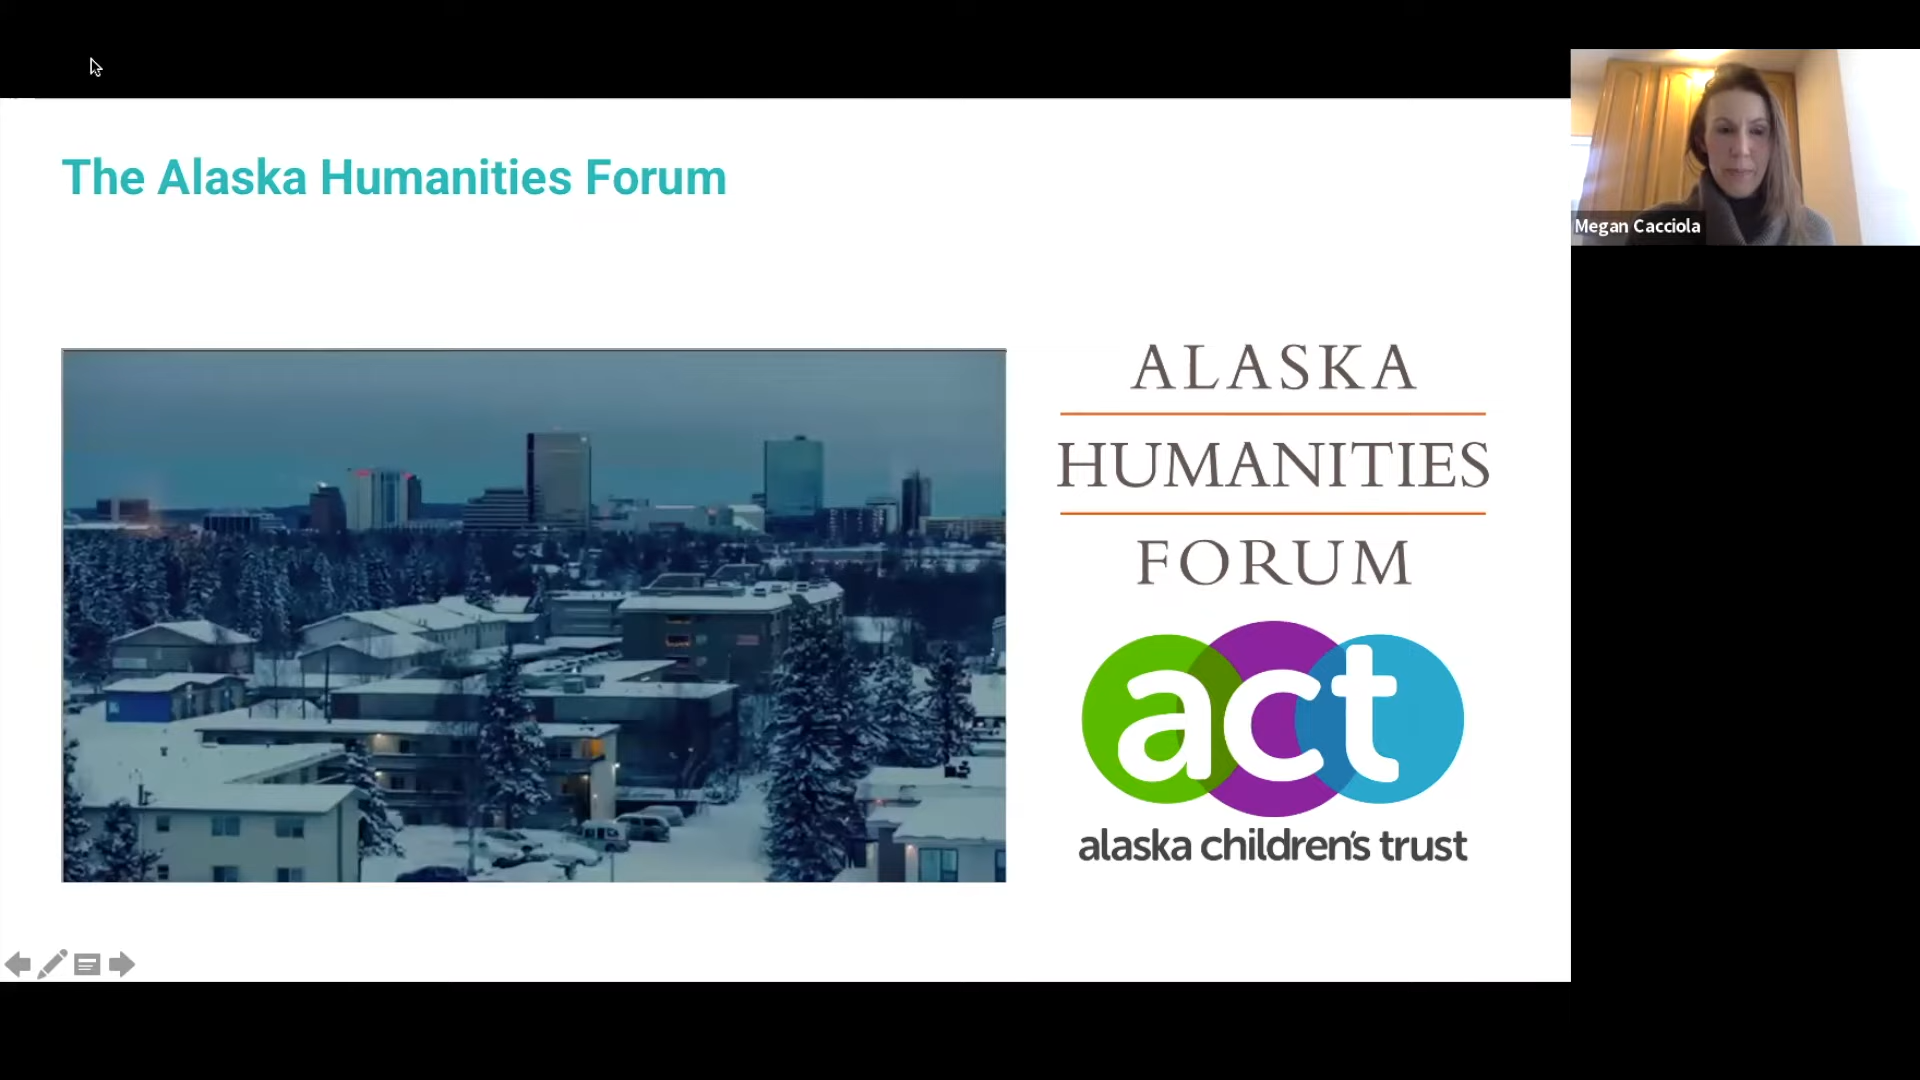 The Alaska Humanities Forum
Megan Cacciola
ALASKA
HUMANITIES
FORUM
act
alaska children's trust